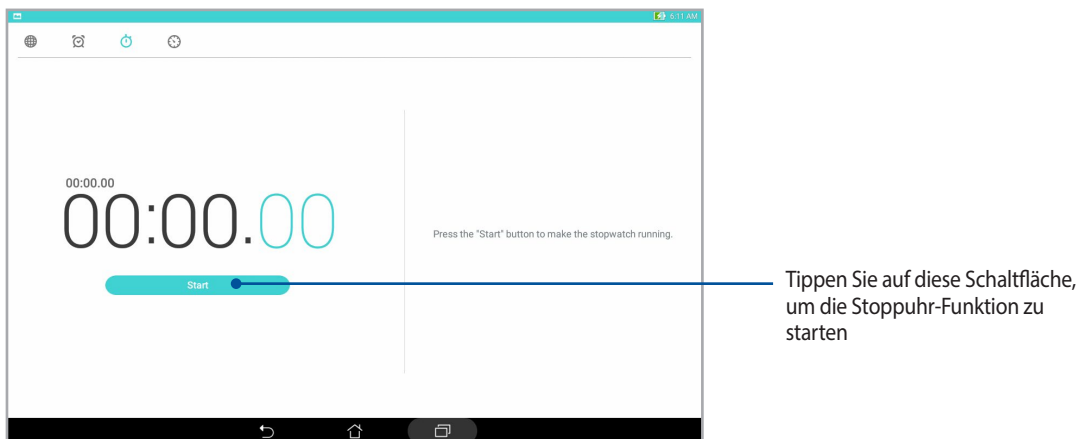 6:11 AM
00:00.00
00:00.00
Start
Press the "Start" button to make the stopwatch running.
Tippen Sie auf diese Schaltfläche,
um die Stoppuhr-Funktion zu
starten